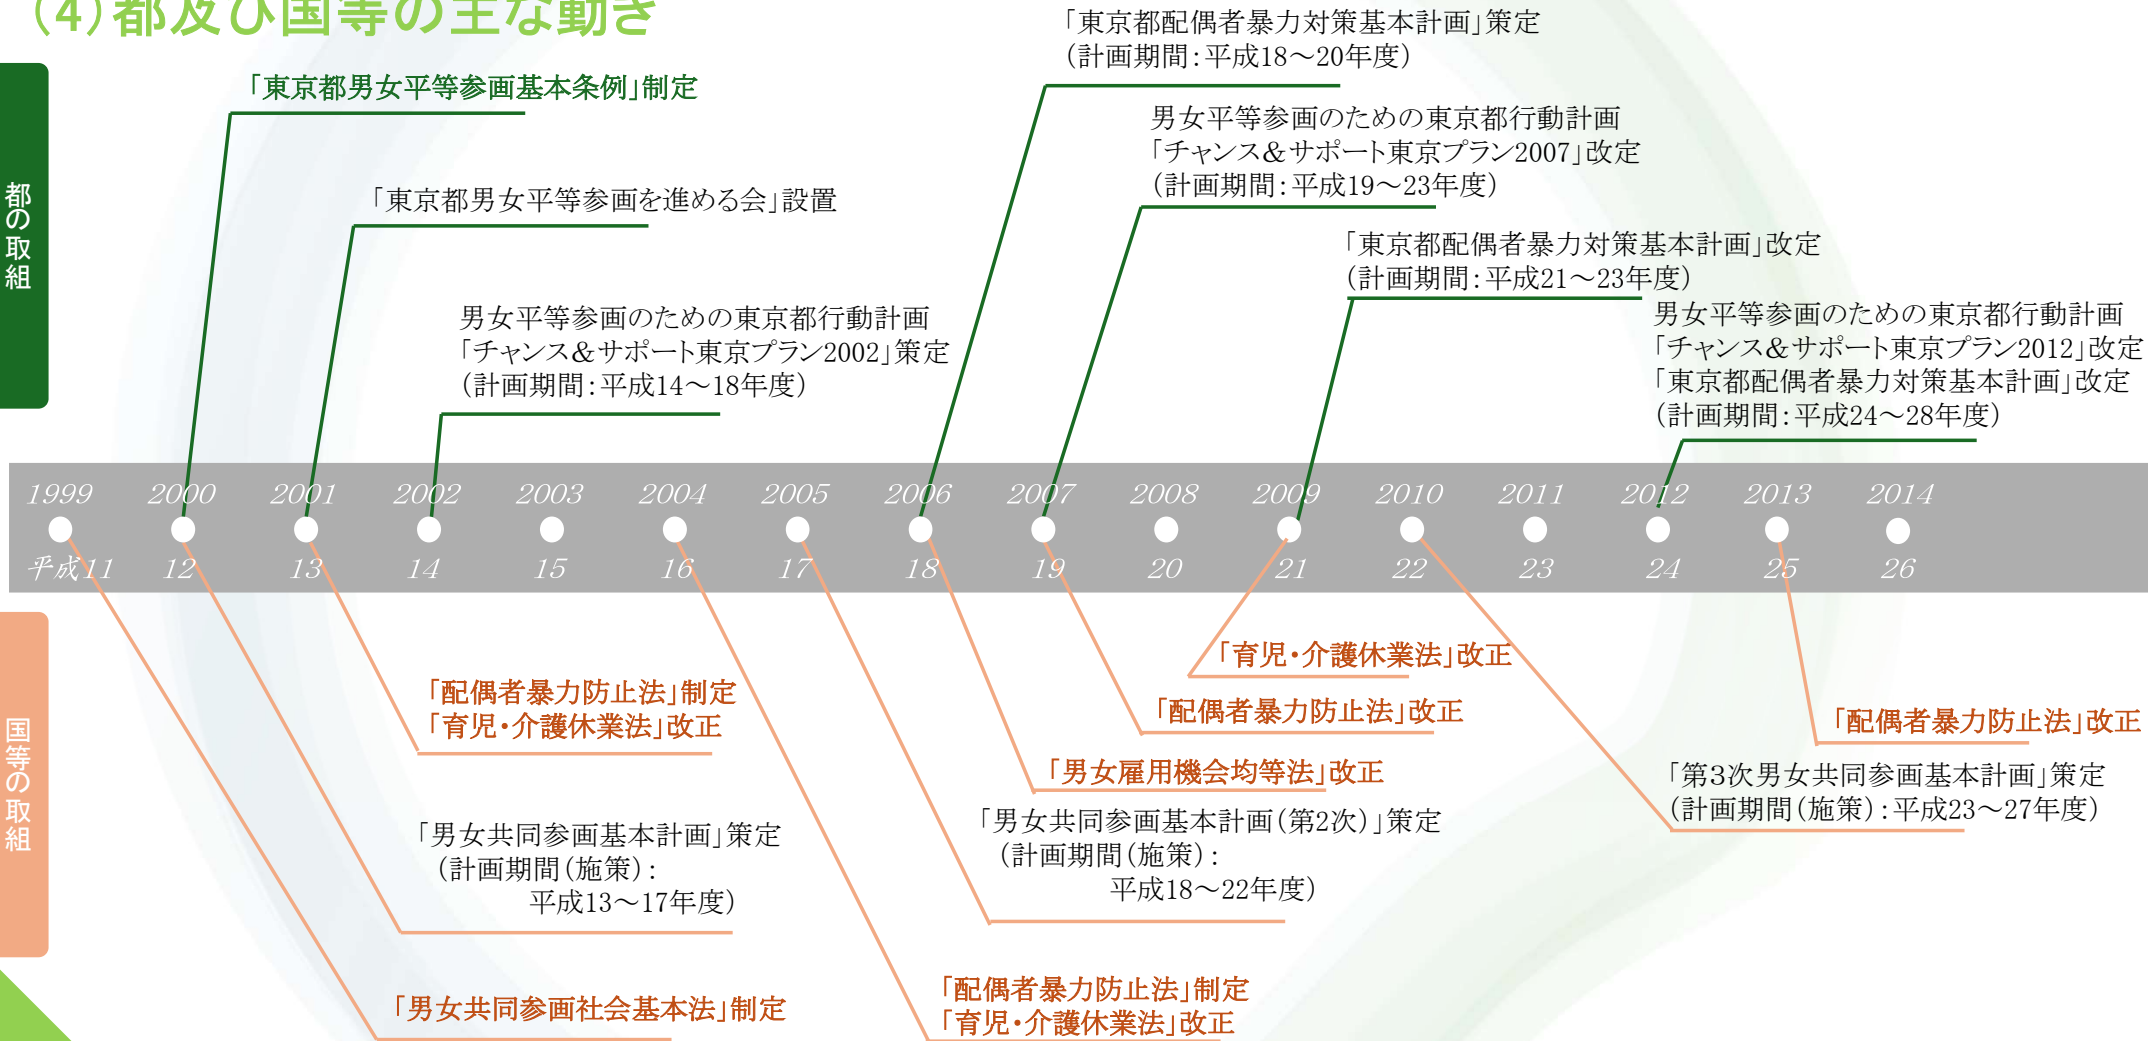 (4)都及び国等の主な動き
「東京都配偶者暴力対策基本計画」策定
(計画期間:平成18～20年度)
「東京都男女平等参画基本条例」制定
男女平等参画のための東京都行動計画
「チャンス&サポート東京プラン2007」改定
(計画期間:平成19～23年度)
都の取組
「東京都男女平等参画を進める会」設置
「東京都配偶者暴力対策基本計画」改定
(計画期間:平成21～23年度)
男女平等参画のための東京都行動計画
「チャンス&サポート東京プラン2002」策定
(計画期間:平成14～18年度)
男女平等参画のための東京都行動計画
「チャンス&サポート東京プラン2012」改定
「東京都配偶者暴力対策基本計画」改定
(計画期間:平成24～28年度)
1999 2000 2001 2002 2003 2004 2005 2006 2007 2008 2009 2010 2011 2012 2013 2014
平成11 12 13 14 15 16 17 18 19 20 21 22 23 24 25 26
国等の取組
「育児・介護休業法」改正
「配偶者暴力防止法」制定
「育児・介護休業法」改正
「配偶者暴力防止法」改正
「配偶者暴力防止法」改正
「男女雇用機会均等法」改正
「第3次男女共同参画基本計画」策定
(計画期間(施策):平成23～27年度)
「男女共同参画基本計画」策定
(計画期間(施策):
平成13～17年度)
「男女共同参画基本計画(第2次)」策定
(計画期間(施策):
平成18～22年度)
「男女共同参画社会基本法」制定
「配偶者暴力防止法」制定
「育児・介護休業法」改正